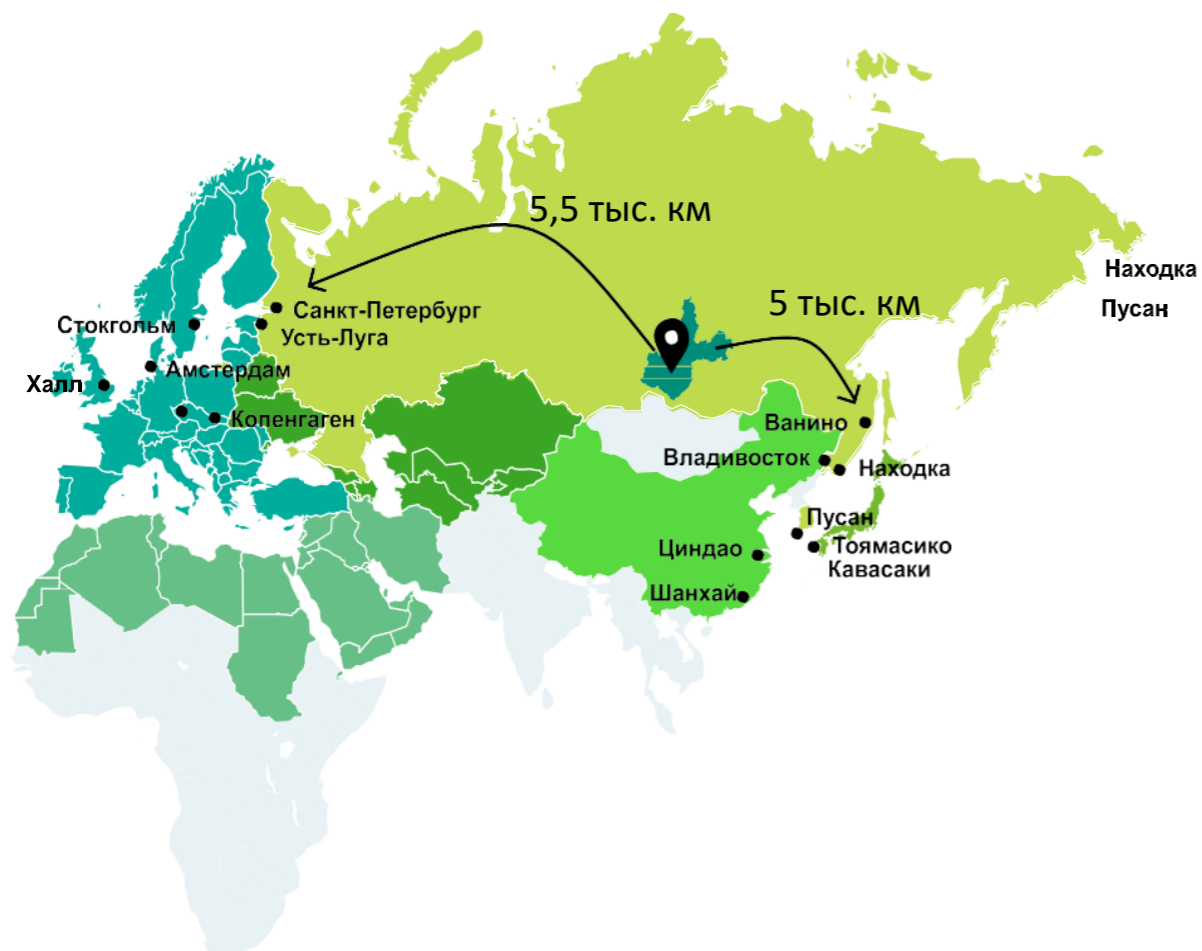 5,5 тыс. км
Находка
5 тыс. км
Пусан
Санкт-Петербург
Стокгольм
Усть-Луга
Амстердам
Халл
Копенгаген
Ванино
Владивосток
Находка
Пусан
Циндао
Тоямасико
Кавасаки
Шанхай